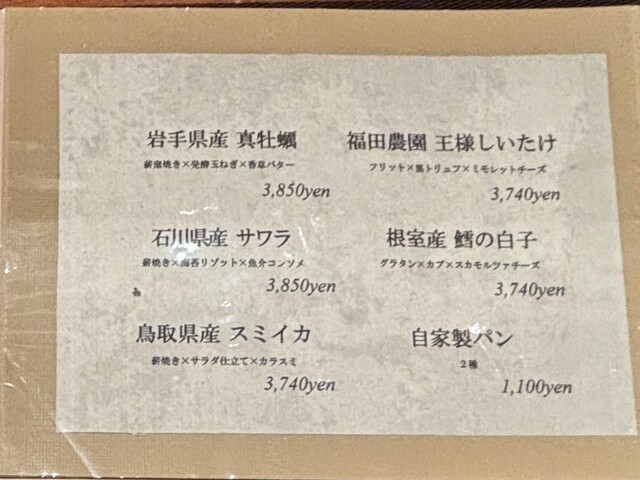 岩手県産 真牡蠣
薪窯焼き×発酵玉ねぎ×香草バター
3,850yen
福田農園 王様しいたけ
フリット×黒トリュフ×ミモレットチーズ
3,740yen
石川県産 サワラ
薪焼き×海苔リゾット×魚介コンソメ
3,850yen
根室産 鱈の白子
グラタン×カブ×スカモルツァチーズ
3,740yen
鳥取県産 スミイカ
薪焼き×サラダ仕立て×カラスミ
3,740yen
自家製パン
2種
1,100yen